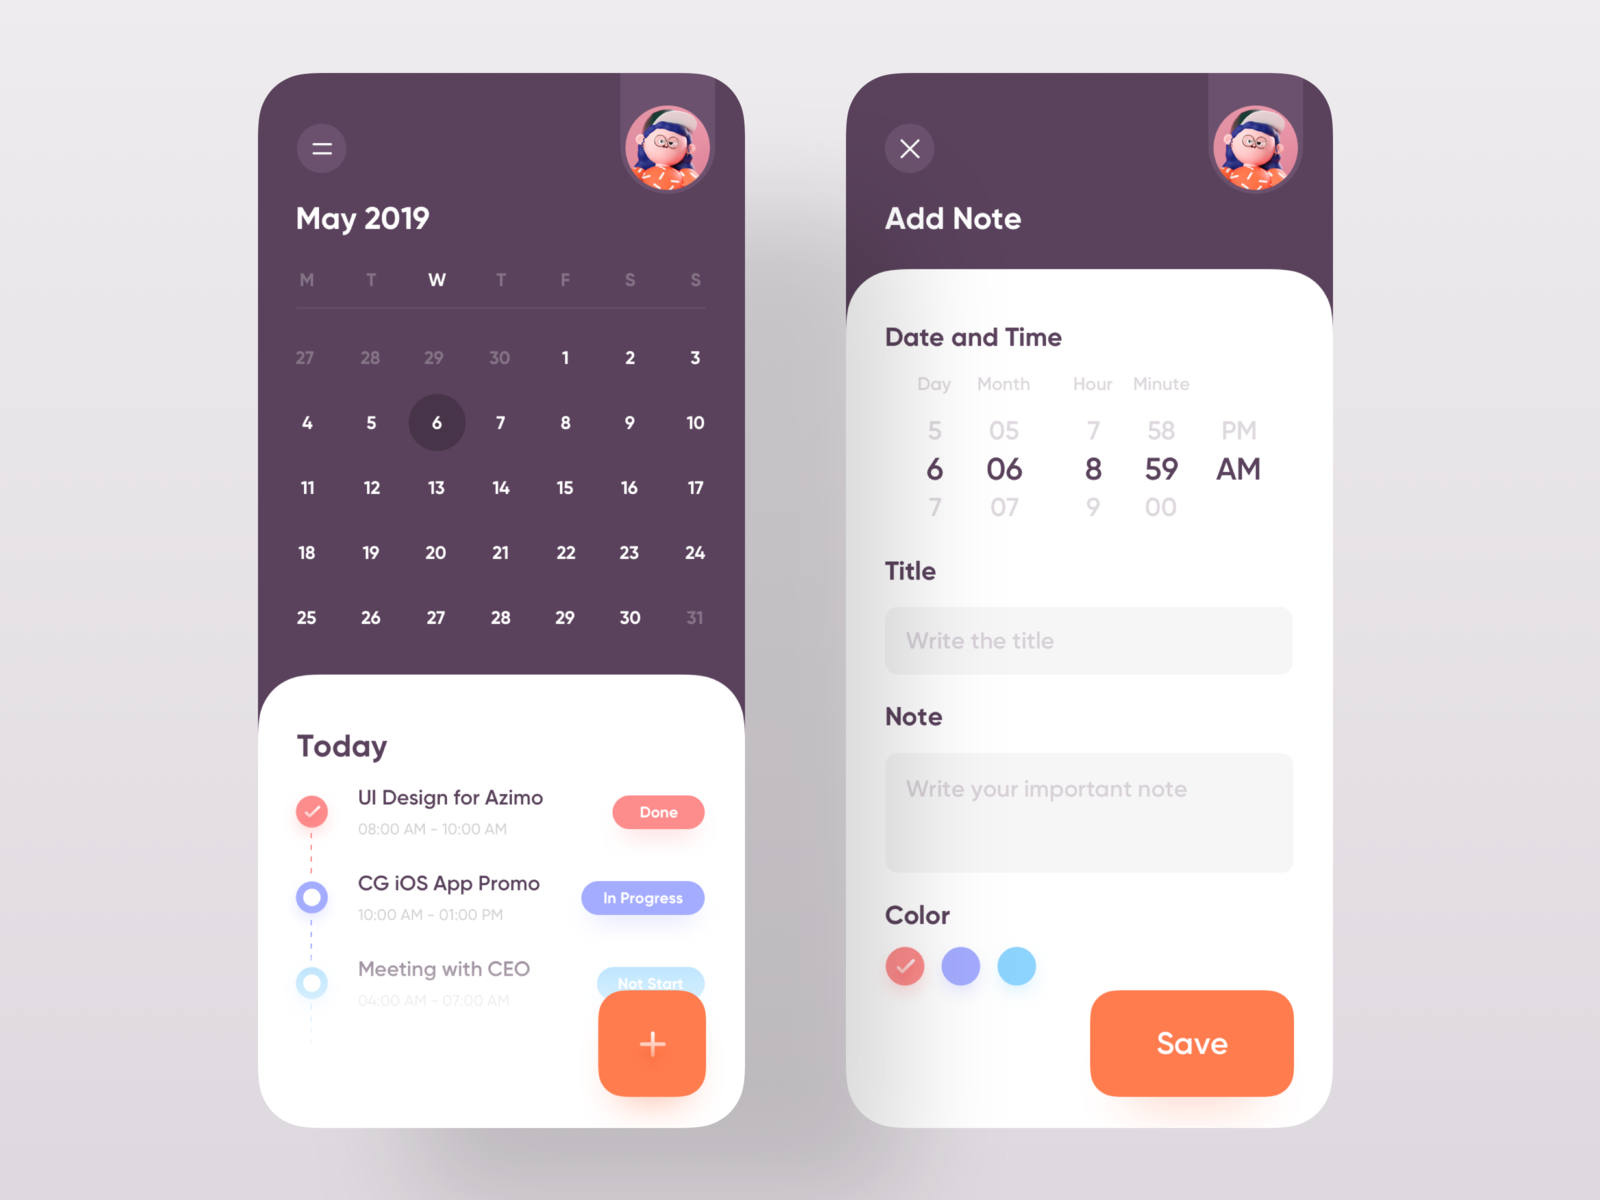 May 2019
M T W T F S S
27 28 29 30 1 2 3
4 5 6 7 8 9 10
11 12 13 14 15 16 17
18 19 20 21 22 23 24
25 26 27 28 29 30 31
Today
UI Design for Azimo
Done
08:00 AM - 10:00 AM
CG iOS App Promo
In Progress
10:00 AM - 01:00 PM
Meeting with CEO
Not Start
04:00 AM - 07:00 AM
Add Note
Date and Time
Day Month Hour Minute
5 05 7 58 PM
6 06 8 59 AM
7 07 9 00
Title
Write the title
Note
Write your important note
Color
Save